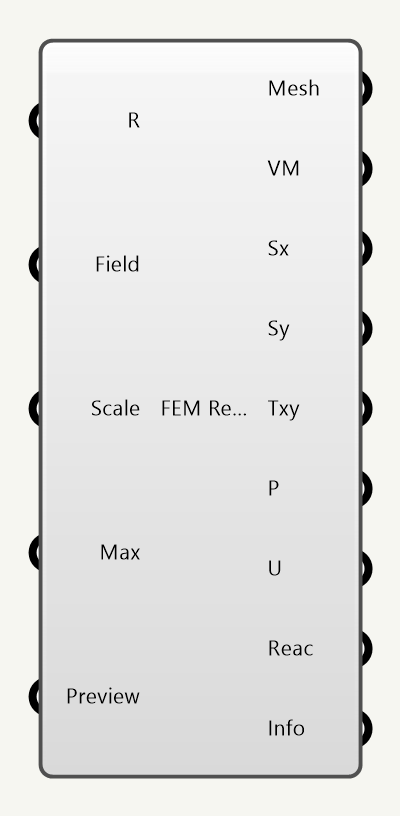 R
Field
Scale
Max
Preview
FEM Re...
Mesh
VM
Sx
Sy
Txy
P
U
Reac
Info